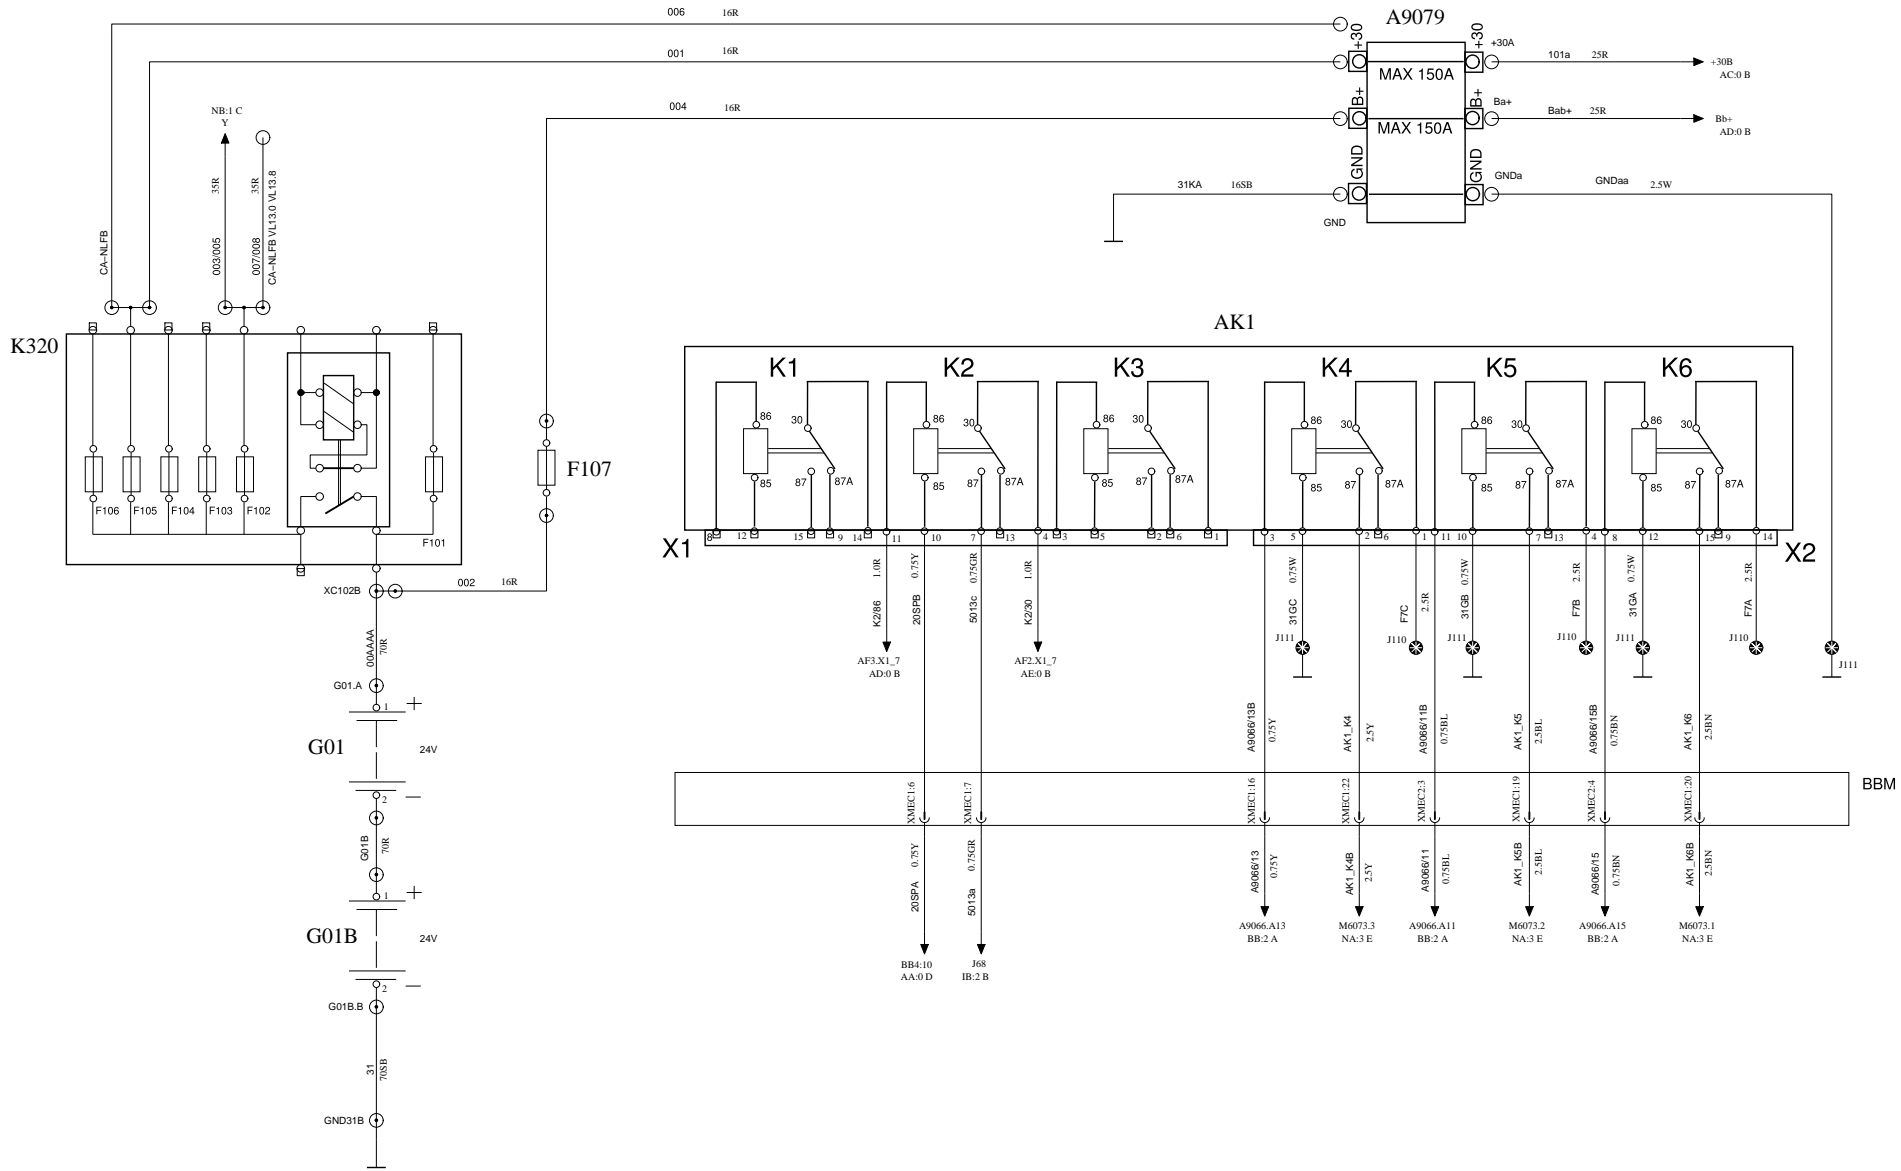 006 16R
A9079
001 16R
+30 +30
+30A
101a 25R
+30B
AC:0 B
MAX 150A
004 16R
B+ B+
Ba+
Bab+ 25R
Bb+
AD:0 B
MAX 150A
GND GND
31KA 16SB
GND
GNDa
GNDaa 2.5W
NB:1 C
Y
CA-NLFB
003/005 35R
007/008 35R
CA-NLFB VL13.0 VL13.8
K320
F106 F105 F104 F103 F102
F101
F107
XC102B
002 16R
00AAAA
70R
G01.A
1 +
G01
24V
2 −
G01B
70R
1 +
G01B
24V
2 −
G01B.B
31
70SB
GND31B
AK1
K1 K2 K3 K4 K5 K6
86 30 86 30 86 30 86 30 86 30 86 30
85 87 87A 85 87 87A 85 87 87A 85 87 87A 85 87 87A 85 87 87A
X1
8 12 15 9 14 11 10 7 13 4 3 5 2 6 1
3 5 2 6 1 11 10 7 13 4 8 12 15 9 14
X2
K2/86 1.0R
20SPB 0.75Y
5013c 0.75GR
K2/30 1.0R
31GC 0.75W
F7C 2.5R
31GB 0.75W
F7B 2.5R
31GA 0.75W
F7A 2.5R
J111 J110 J111 J110 J111 J110 J111
AF3.X1_7
AD:0 B
AF2.X1_7
AE:0 B
A9066/13B 0.75Y
AK1_K4 2.5Y
A9066/11B 0.75BL
AK1_K5 2.5BL
A9066/15B 0.75BN
AK1_K6 2.5BN
BBM
XMEC1:6
XMEC1:7
XMEC1:16
XMEC1:22
XMEC2:3
XMEC1:19
XMEC2:4
XMEC1:20
20SPA 0.75Y
5013a 0.75GR
A9066/13 0.75Y
AK1_K4B 2.5Y
A9066/11 0.75BL
AK1_K5B 2.5BL
A9066/15 0.75BN
AK1_K6B 2.5BN
A9066.A13
BB:2 A
M6073.3
NA:3 E
A9066.A11
BB:2 A
M6073.2
NA:3 E
A9066.A15
BB:2 A
M6073.1
NA:3 E
BB4:10
AA:0 D
J68
IB:2 B